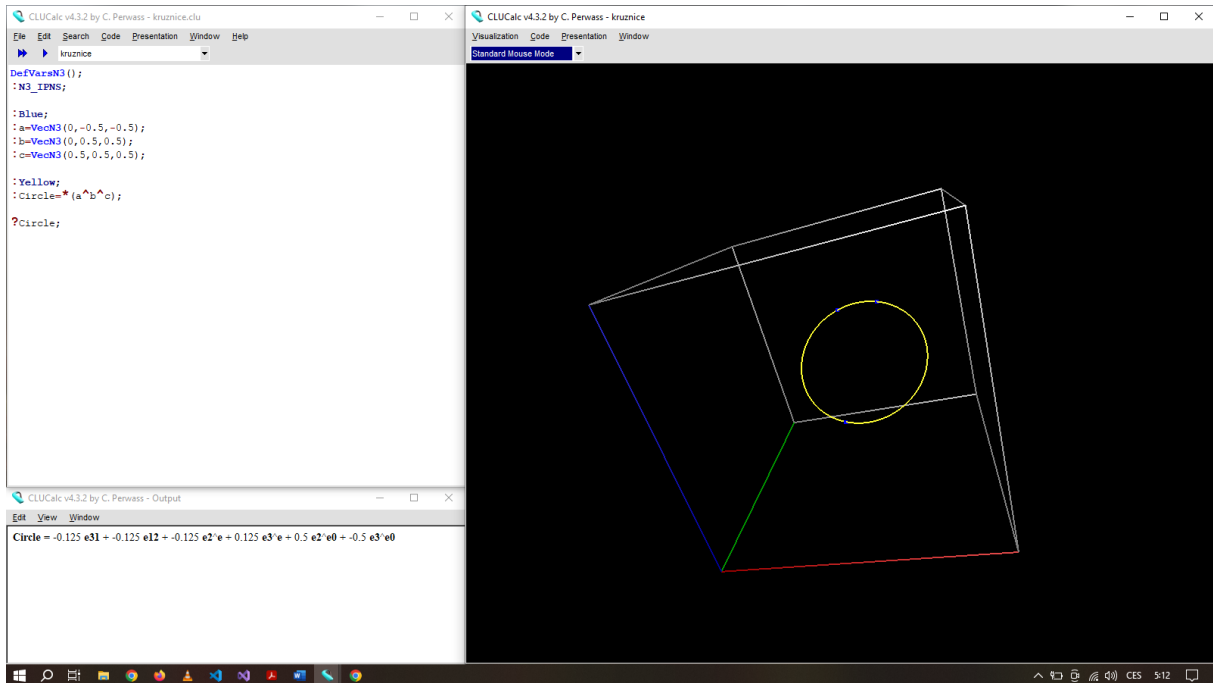 CLUCalc v4.3.2 by C. Perwass - kruznice.clu
File Edit Search Code Presentation Window Help
kruznice
DefVarsN3();
:N3_IPNS;
:Blue;
:a=VecN3(0,-0.5,-0.5);
:b=VecN3(0,0.5,0.5);
:c=VecN3(0.5,0.5,0.5);
:Yellow;
:Circle=*(a^b^c);
?Circle;
CLUCalc v4.3.2 by C. Perwass - Output
Edit View Window
Circle = -0.125 e31 + -0.125 e12 + -0.125 e2^e + 0.125 e3^e + 0.5 e2^e0 + -0.5 e3^e0
CLUCalc v4.3.2 by C. Perwass - kruznice
Visualization Code Presentation Window
Standard Mouse Mode
CES 5:12